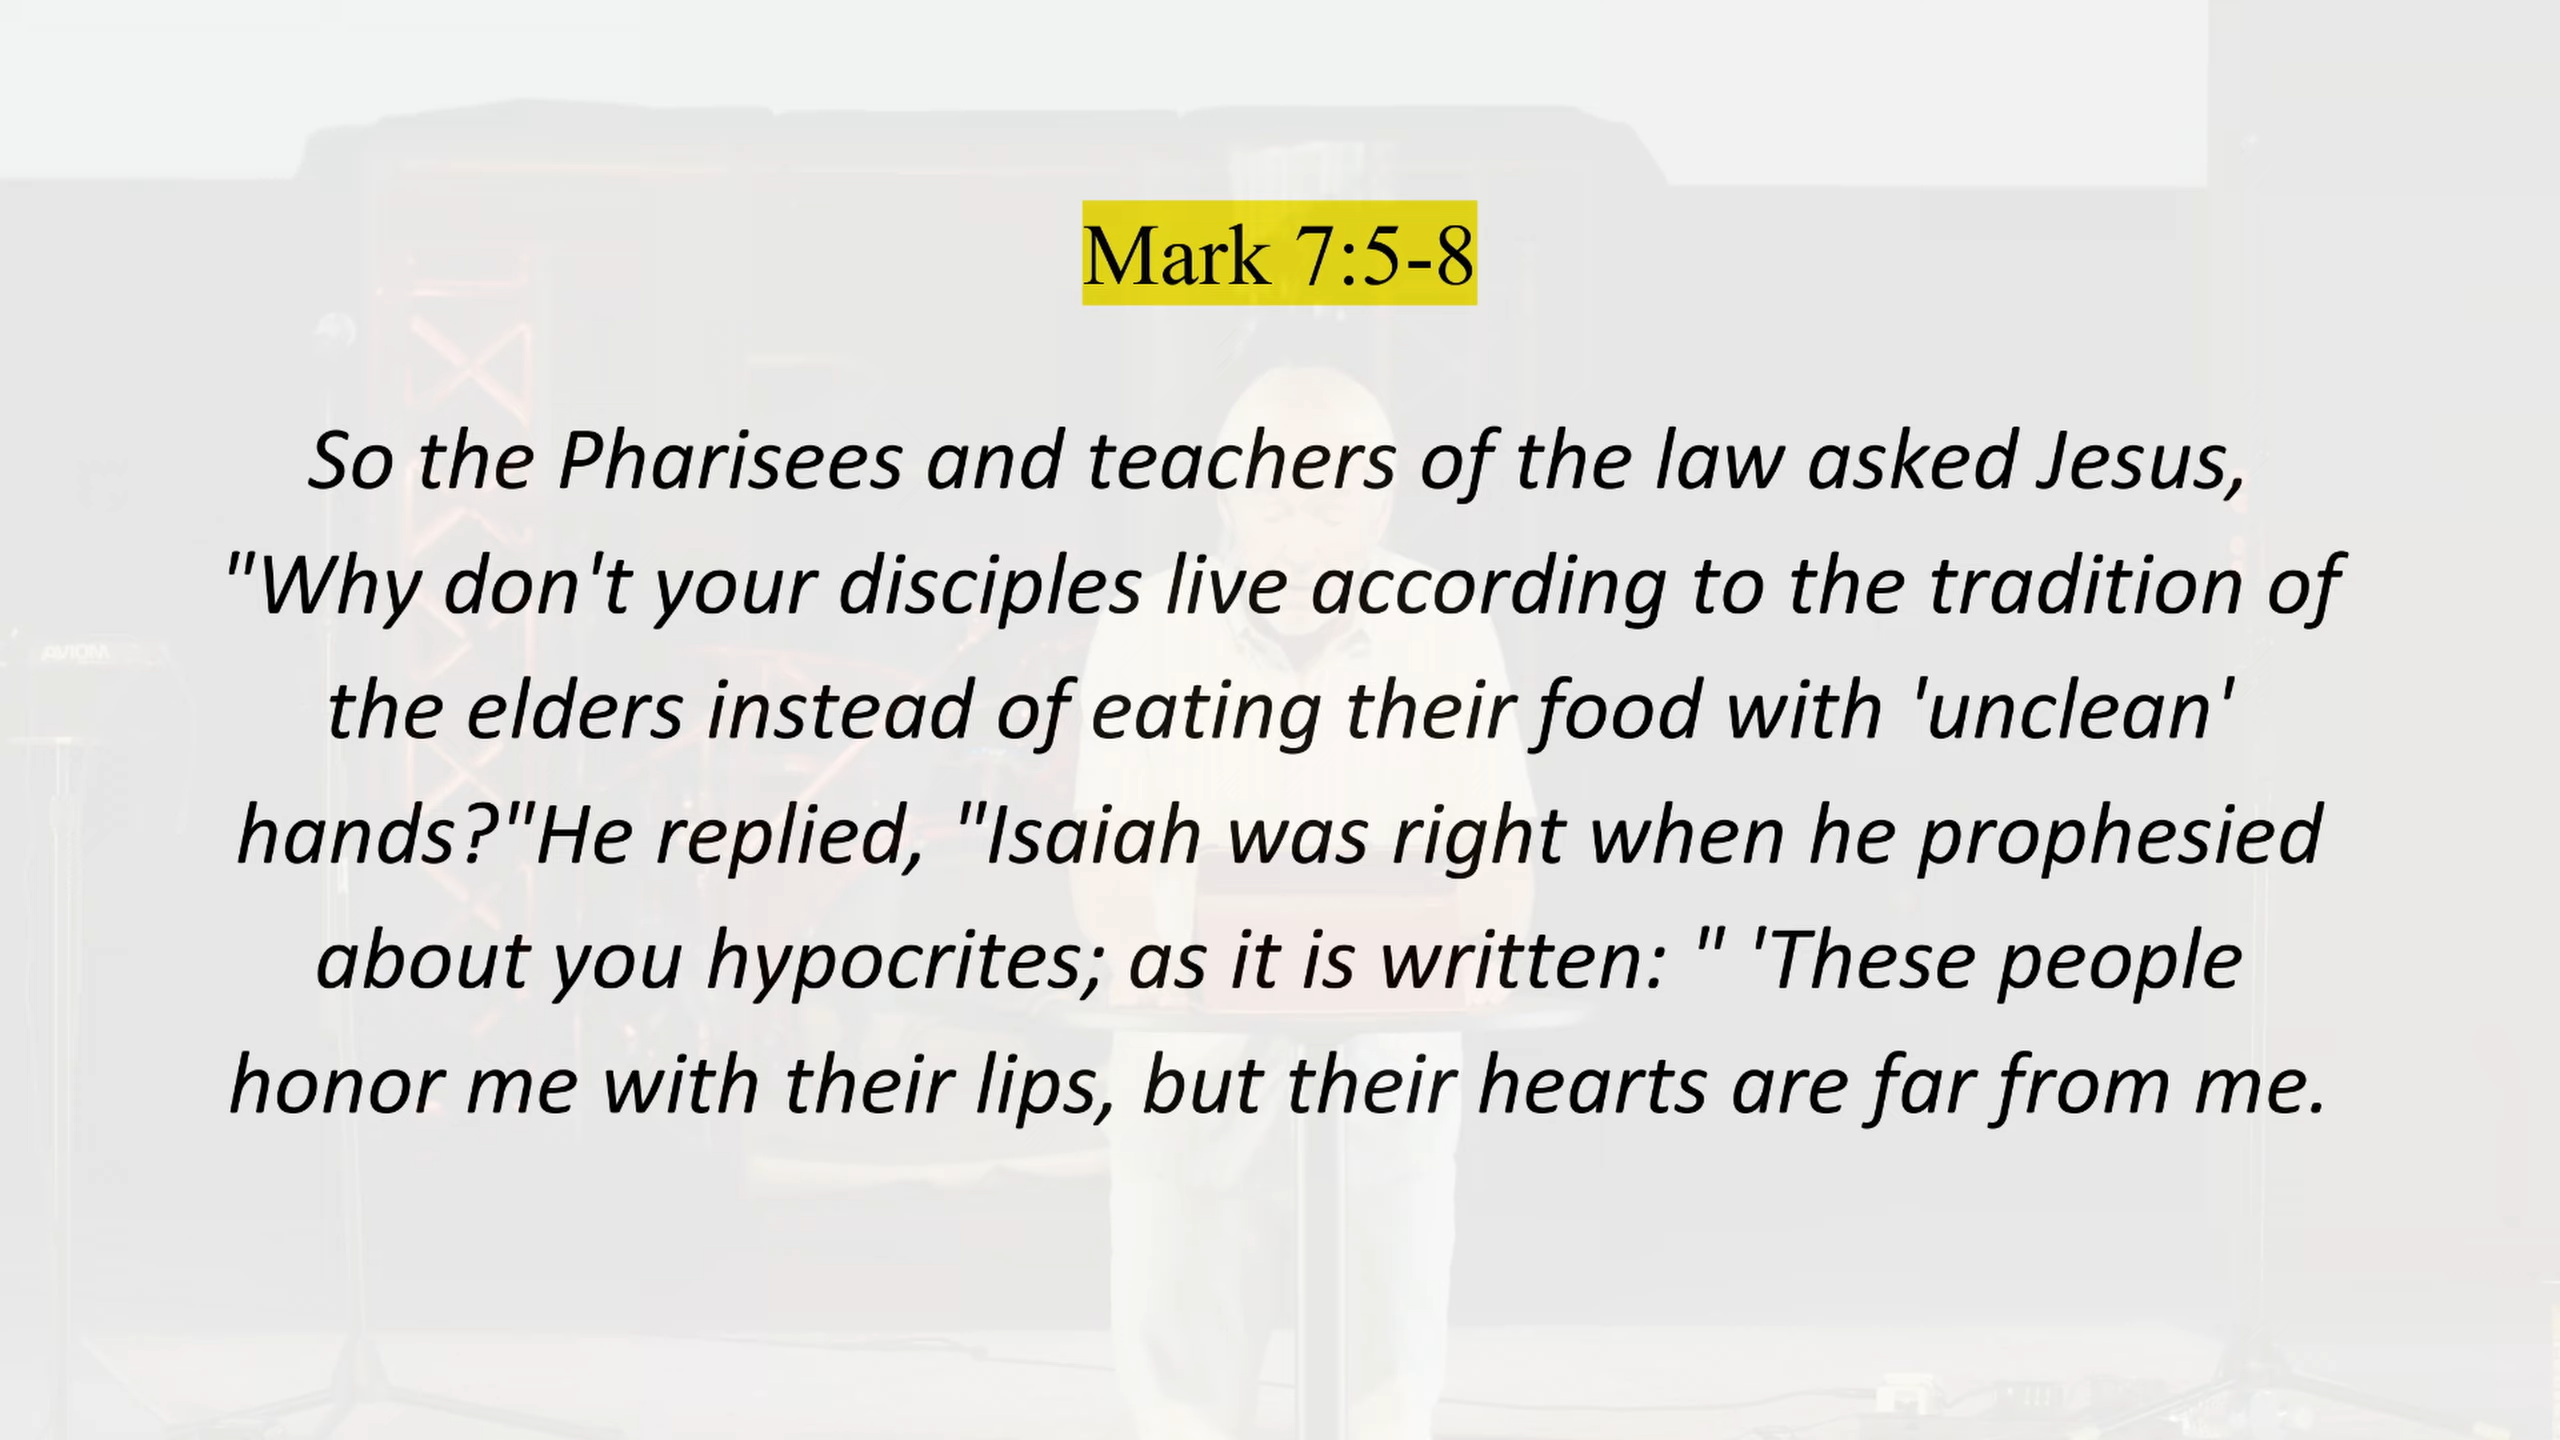 Mark 7:5-8
So the Pharisees and teachers of the law asked Jesus,
"Why don't your disciples live according to the tradition of
the elders instead of eating their food with 'unclean'
hands?"He replied, "Isaiah was right when he prophesied
about you hypocrites; as it is written: " 'These people
honor me with their lips, but their hearts are far from me.
AVIOM